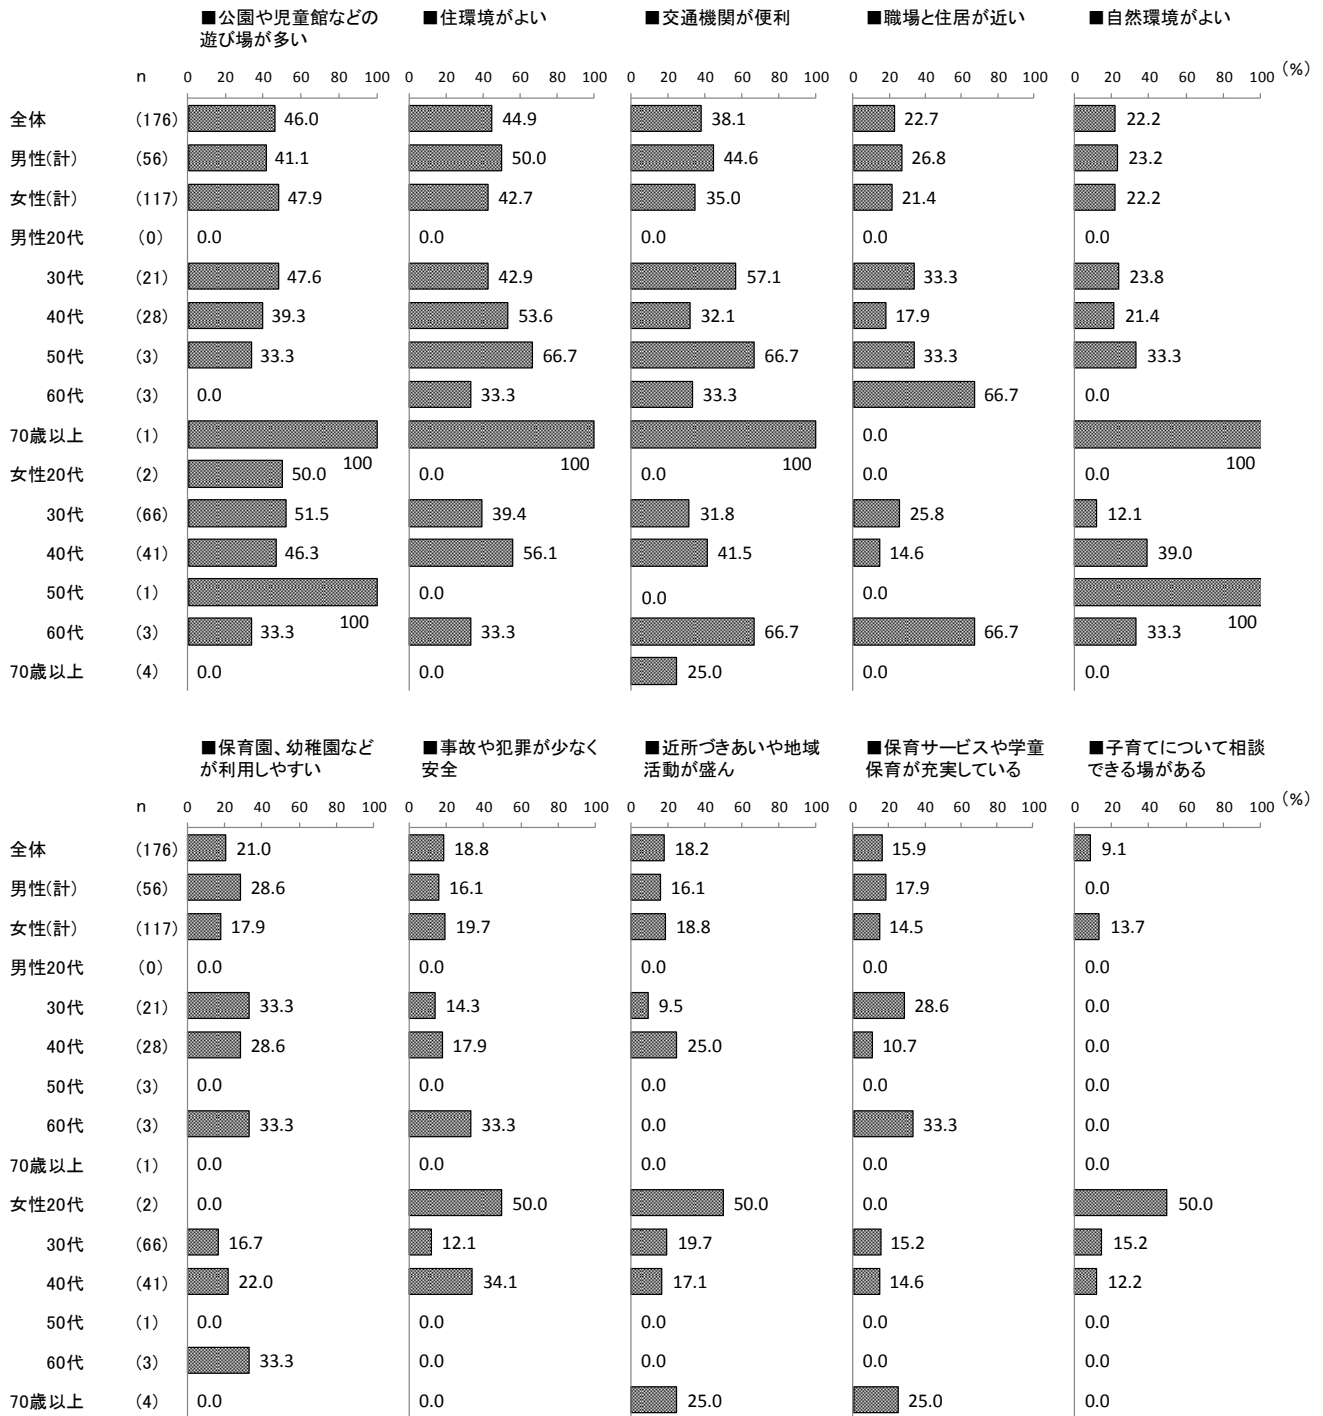 ■公園や児童館などの ■住環境がよい ■交通機関が便利 ■職場と住居が近い ■自然環境がよい
遊び場が多い
n 0 20 40 60 80 100 0 20 40 60 80 100 0 20 40 60 80 100 0 20 40 60 80 100 0 20 40 60 80 100 (%)
全体 (176) 46.0 44.9 38.1 22.7 22.2
男性(計) (56) 41.1 50.0 44.6 26.8 23.2
女性(計) (117) 47.9 42.7 35.0 21.4 22.2
男性20代 (0) 0.0 0.0 0.0 0.0 0.0
30代 (21) 47.6 42.9 57.1 33.3 23.8
40代 (28) 39.3 53.6 32.1 17.9 21.4
50代 (3) 33.3 66.7 66.7 33.3 33.3
60代 (3) 0.0 33.3 33.3 66.7 0.0
70歳以上 (1) 100 100 100 0.0 100
女性20代 (2) 50.0 0.0 0.0 0.0 0.0
30代 (66) 51.5 39.4 31.8 25.8 12.1
40代 (41) 46.3 56.1 41.5 14.6 39.0
50代 (1) 100 0.0 0.0 0.0 100
60代 (3) 33.3 33.3 66.7 66.7 33.3
70歳以上 (4) 0.0 0.0 25.0 0.0 0.0
■保育園、幼稚園など ■事故や犯罪が少なく ■近所づきあいや地域 ■保育サービスや学童 ■子育てについて相談
が利用しやすい 安全 活動が盛ん 保育が充実している できる場がある
n 0 20 40 60 80 100 0 20 40 60 80 100 0 20 40 60 80 100 0 20 40 60 80 100 0 20 40 60 80 100 (%)
全体 (176) 21.0 18.8 18.2 15.9 9.1
男性(計) (56) 28.6 16.1 16.1 17.9 0.0
女性(計) (117) 17.9 19.7 18.8 14.5 13.7
男性20代 (0) 0.0 0.0 0.0 0.0 0.0
30代 (21) 33.3 14.3 9.5 28.6 0.0
40代 (28) 28.6 17.9 25.0 10.7 0.0
50代 (3) 0.0 0.0 0.0 0.0 0.0
60代 (3) 33.3 33.3 0.0 33.3 0.0
70歳以上 (1) 0.0 0.0 0.0 0.0 0.0
女性20代 (2) 0.0 50.0 50.0 0.0 50.0
30代 (66) 16.7 12.1 19.7 15.2 15.2
40代 (41) 22.0 34.1 17.1 14.6 12.2
50代 (1) 0.0 0.0 0.0 0.0 0.0
60代 (3) 33.3 0.0 0.0 0.0 0.0
70歳以上 (4) 0.0 0.0 25.0 25.0 0.0